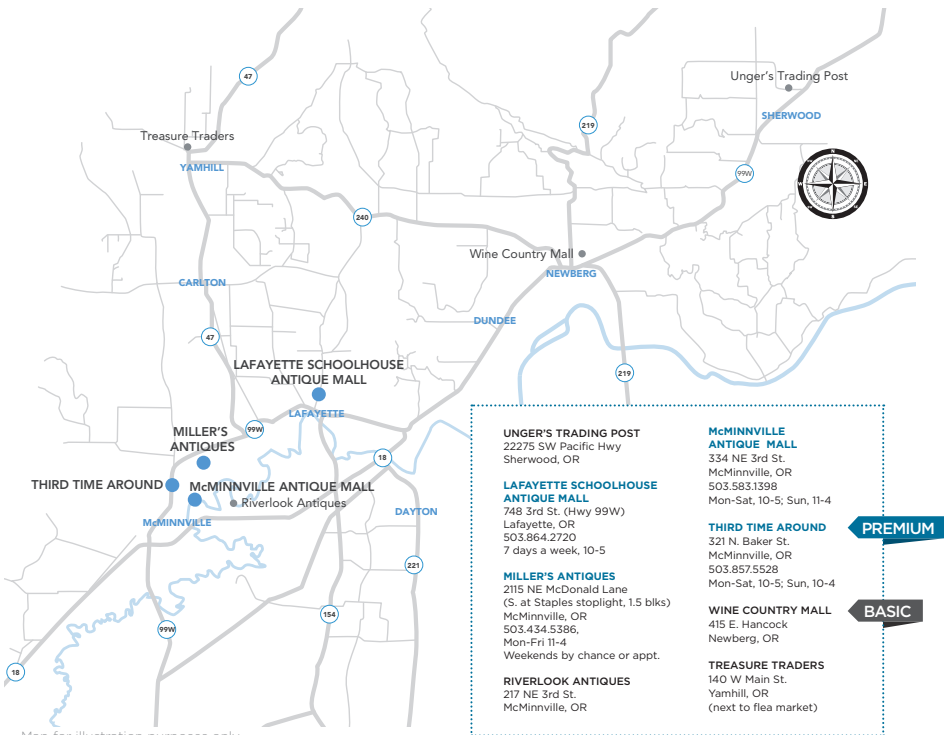 47
Unger's Trading Post
SHERWOOD
219
Treasure Traders
YAMHILL
N
E
S
W
99W
240
Wine Country Mall
NEWBERG
CARLTON
DUNDEE
47
LAFAYETTE SCHOOLHOUSE
ANTIQUE MALL
219
LAFAYETTE
99W
MILLER'S
ANTIQUES
18
THIRD TIME AROUND
McMINNVILLE ANTIQUE MALL
Riverlook Antiques
McMINNVILLE
DAYTON
221
154
99W
18
UNGER'S TRADING POST
22275 SW Pacific Hwy
Sherwood, OR
LAFAYETTE SCHOOLHOUSE
ANTIQUE MALL
748 3rd St. (Hwy 99W)
Lafayette, OR
503.864.2720
7 days a week, 10-5
MILLER'S ANTIQUES
2115 NE McDonald Lane
(S. at Staples stoplight, 1.5 blks)
McMinnville, OR
503.434.5386,
Mon-Fri 11-4
Weekends by chance or appt.
RIVERLOOK ANTIQUES
217 NE 3rd St.
McMinnville, OR
McMINNVILLE
ANTIQUE MALL
334 NE 3rd St.
McMinnville, OR
503.583.1398
Mon-Sat, 10-5; Sun, 11-4
THIRD TIME AROUND
321 N. Baker St.
McMinnville, OR
503.857.5528
Mon-Sat, 10-5; Sun, 10-4
PREMIUM
WINE COUNTRY MALL
415 E. Hancock
Newberg, OR
BASIC
TREASURE TRADERS
140 W Main St.
Yamhill, OR
(next to flea market)
Map for illustration purposes only